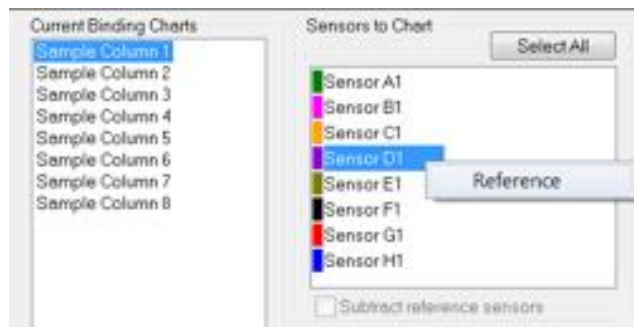 Current Binding Charts
Sample Column 1
Sample Column 2
Sample Column 3
Sample Column 4
Sample Column 5
Sample Column 6
Sample Column 7
Sample Column 8
Sensors to Chart
Select All
Sensor A1
Sensor B1
Sensor C1
Sensor D1
Reference
Sensor E1
Sensor F1
Sensor G1
Sensor H1
Subtract reference sensors